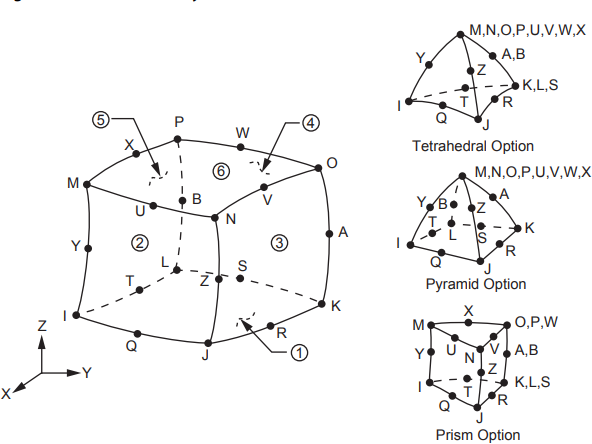 M,N,O,P,U,V,W,X
Y
A,B
Z
K,L,S
I
T
R
Q
J
Tetrahedral Option
M,N,O,P,U,V,W,X
A
Y
B
Z
T
L
S
K
I
R
Q
J
Pyramid Option
X
M
O,P,W
U
V
N
Y
A,B
Z
I
T
K,L,S
Q
R
J
Prism Option
5
P
4
X
W
6
O
M
B
V
U
N
2
3
A
Y
L
S
T
Z
I
K
R
Q
J
1
Z
Y
X